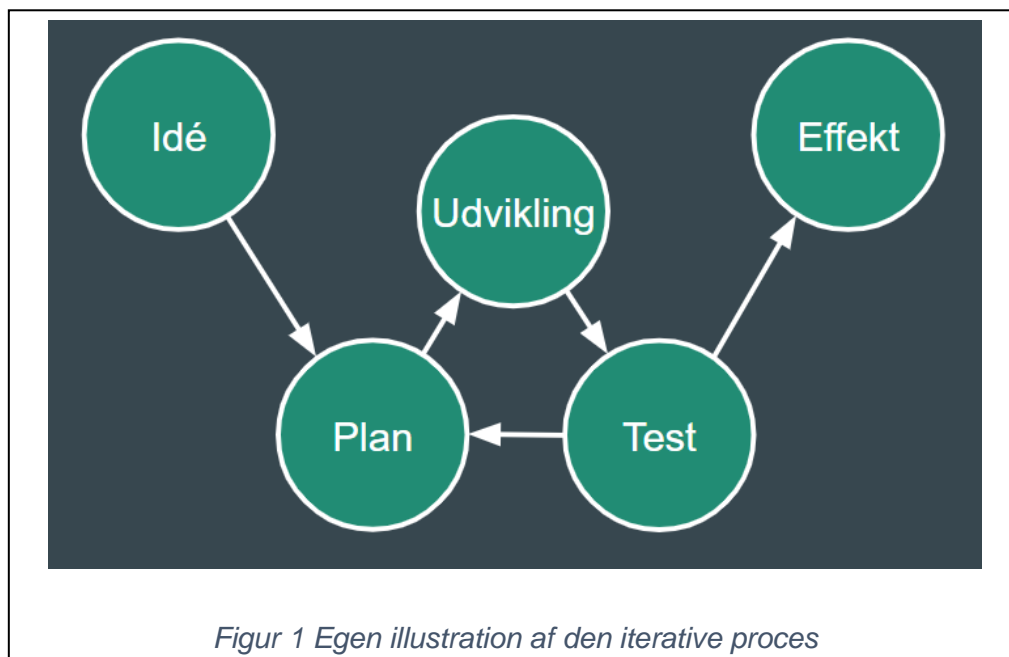 Idé
Effekt
Udvikling
Plan
Test
Figur 1 Egen illustration af den iterative proces